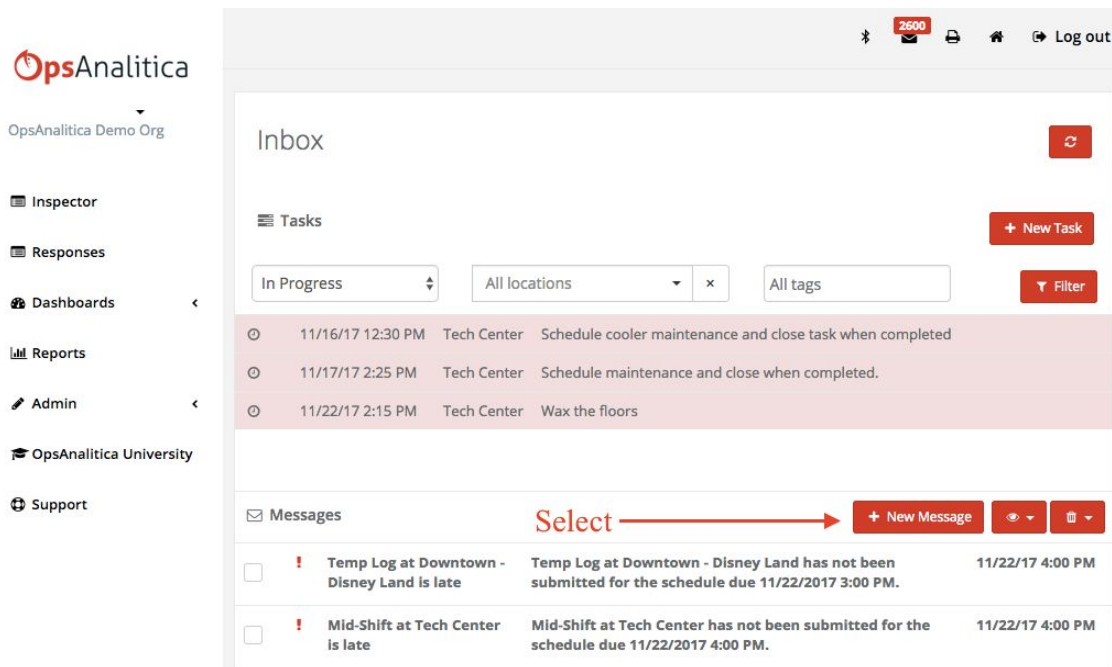 2600
Log out
OpsAnalitica
OpsAnalitica Demo Org
Inspector
Responses
Dashboards
Reports
Admin
OpsAnalitica University
Support
Inbox
Tasks
+ New Task
In Progress
All locations
×
All tags
Filter
11/16/17 12:30 PM Tech Center Schedule cooler maintenance and close task when completed
11/17/17 2:25 PM Tech Center Schedule maintenance and close when completed.
11/22/17 2:15 PM Tech Center Wax the floors
Messages
Select
+ New Message
! Temp Log at Downtown - Temp Log at Downtown - Disney Land has not been 11/22/17 4:00 PM
Disney Land is late submitted for the schedule due 11/22/2017 3:00 PM.
! Mid-Shift at Tech Center Mid-Shift at Tech Center has not been submitted for the 11/22/17 4:00 PM
is late schedule due 11/22/2017 4:00 PM.